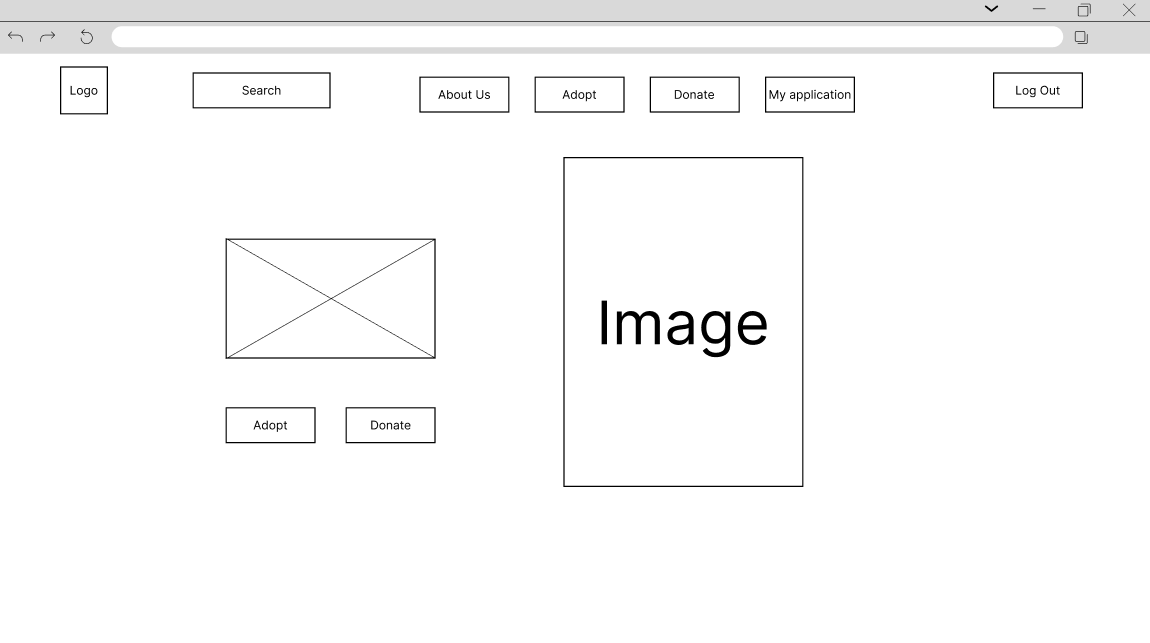 Logo
Search
About Us
Adopt
Donate
My application
Log Out
Image
Adopt
Donate